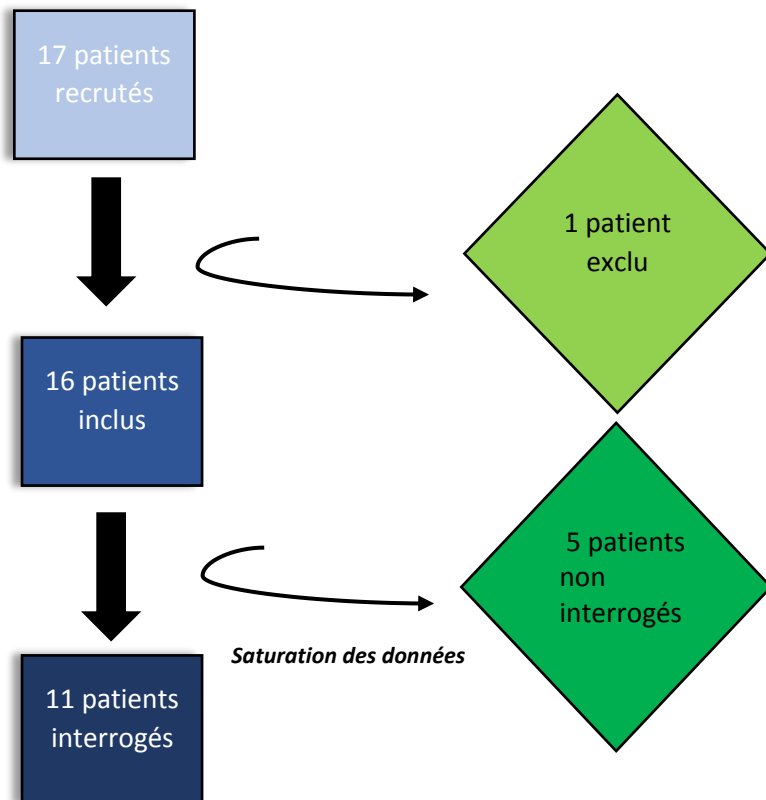 17 patients
recrutés
1 patient
exclu
16 patients
inclus
5 patients
non
interrogés
Saturation des données
11 patients
interrogés